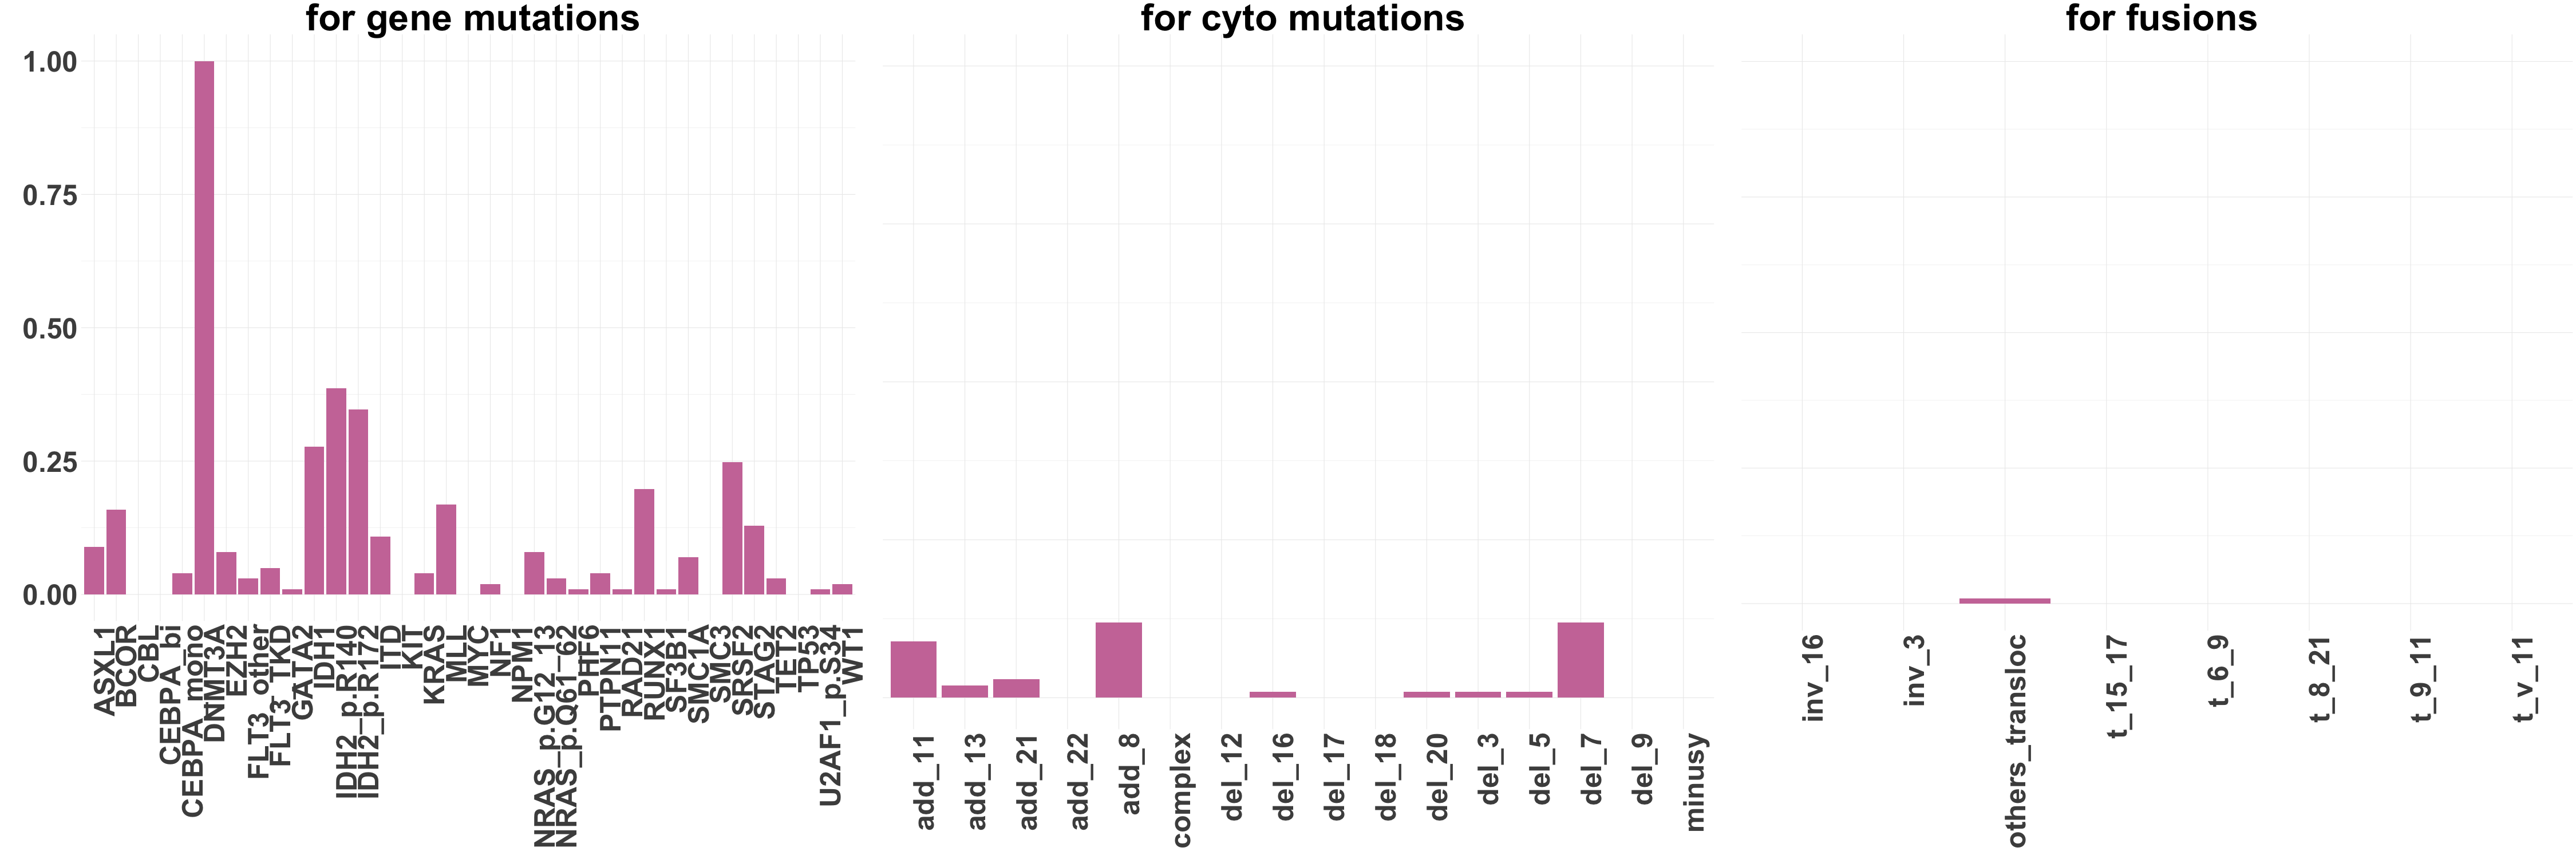 for gene mutations
for cyto mutations
for fusions
1.00
0.75
0.50
0.25
0.00
ASXL1
BCOR
CBL
CEBPA_bi
CEBPA_mono
DNMT3A
EZH2
FLT3_other
FLT3_TKD
GATA2
IDH1
IDH2_p.R140
IDH2_p.R172
ITD
KIT
KRAS
MLL
MYC
NF1
NPM1
NRAS_p.G12_13
NRAS_p.Q61_62
PHF6
PTPN11
RAD21
RUNX1
SF3B1
SMC1A
SMC3
SRSF2
STAG2
TET2
TP53
U2AF1_p.S34
WT1
add_11
add_13
add_21
add_22
add_8
complex
del_12
del_16
del_17
del_18
del_20
del_3
del_5
del_7
del_9
minusy
inv_16
inv_3
others_transloc
t_15_17
t_6_9
t_8_21
t_9_11
t_v_11